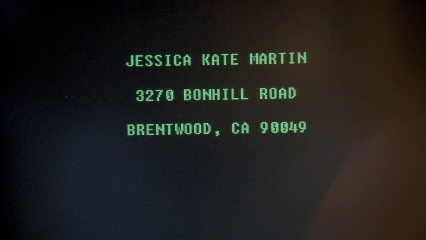 JESSICA KATE MARTIN
3270 BONHILL ROAD
BRENTWOOD, CA 90049